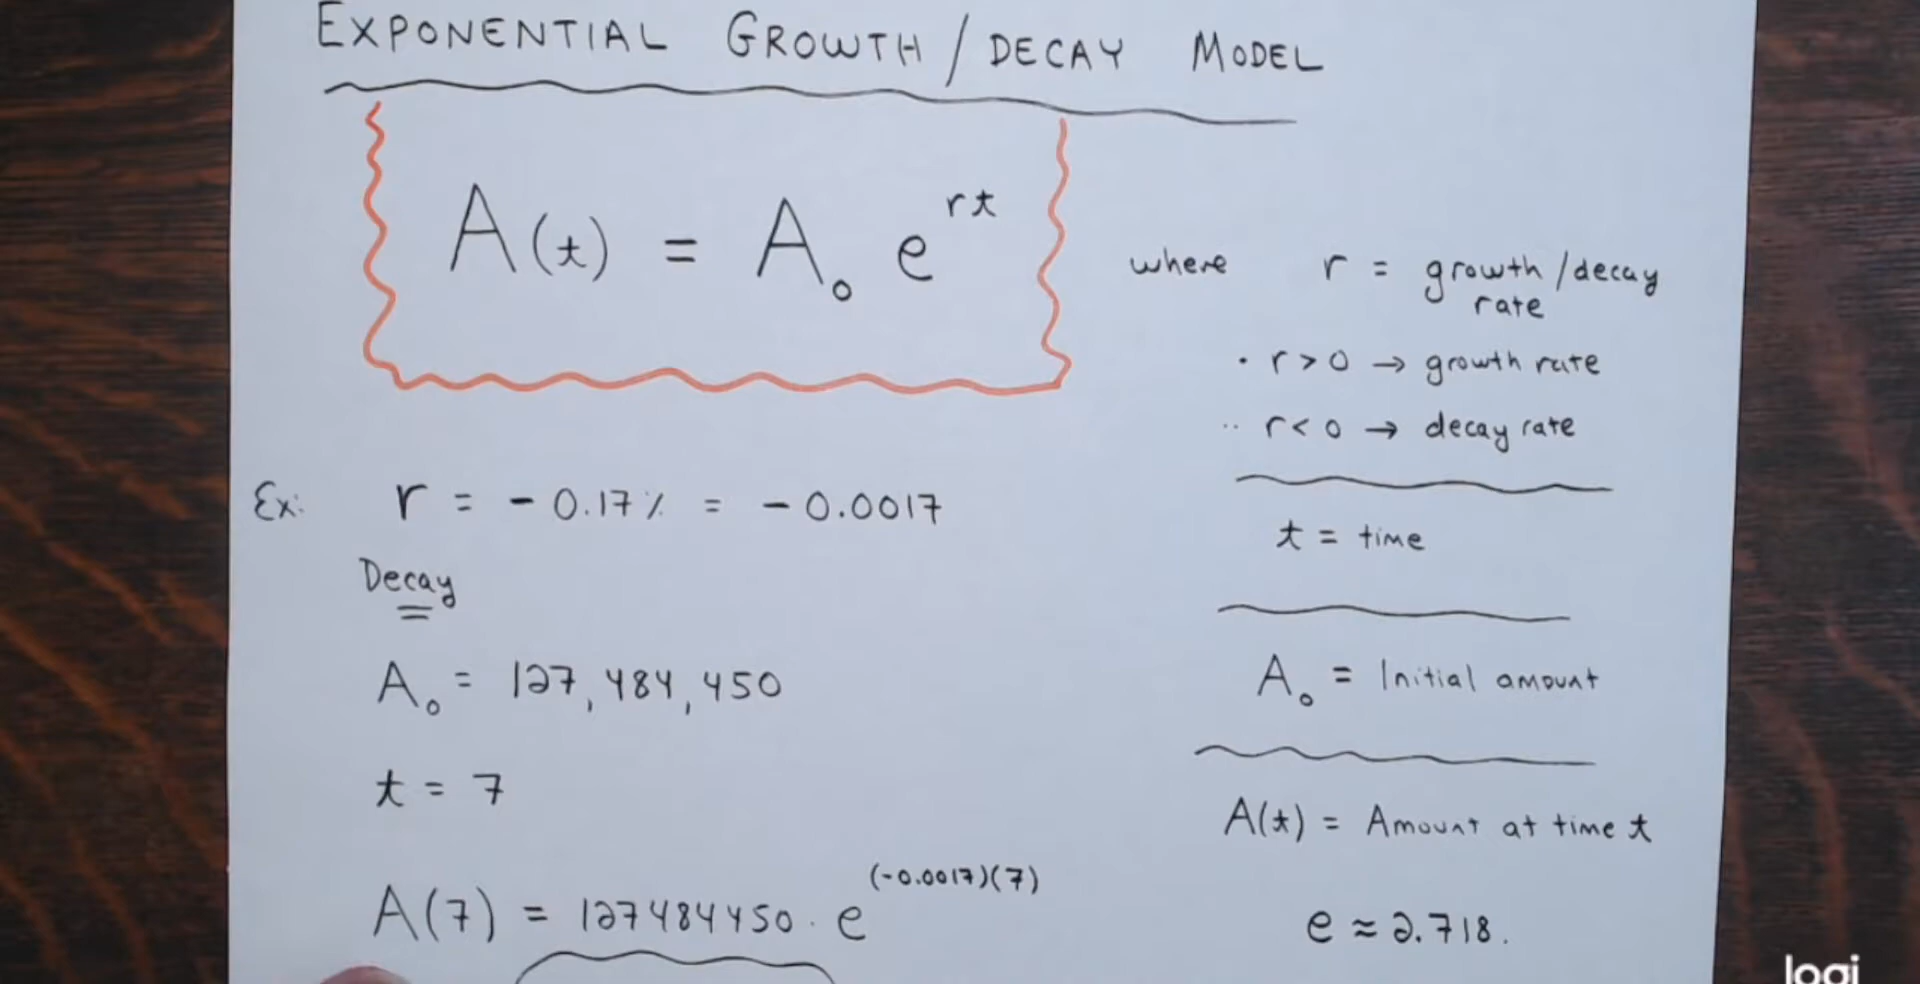 EXPONENTIAL GROWTH / DECAY MODEL
A(t) = A₀ e^{rt}
where r = growth / decay
rate
· r > 0 → growth rate
·· r < 0 → decay rate
Ex: r = - 0.17% = - 0.0017
Decay
t = time
A₀ = 127,484,450
A₀ = Initial amount
t = 7
A(t) = Amount at time t
A(7) = 127484450 · e^{(-0.0017)(7)}
e ≈ 2.718.
logi